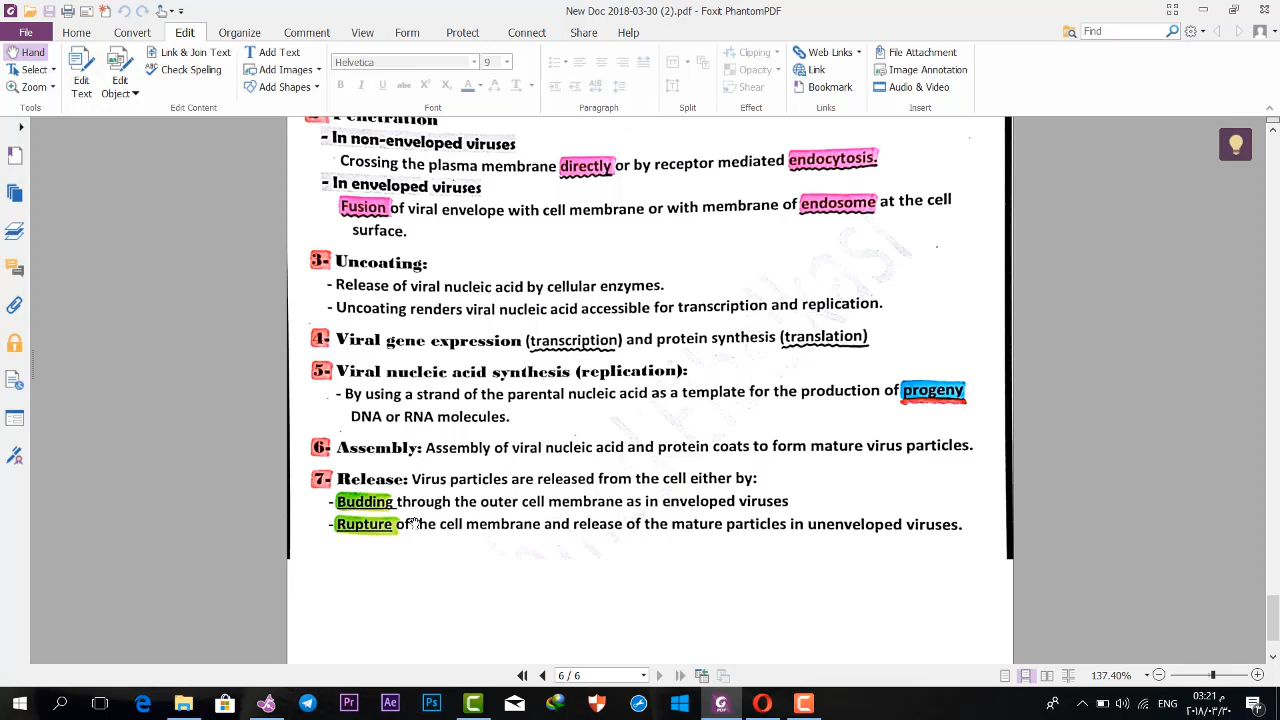 New Doc 2018-03-30 (2).pdf - Foxit PhantomPDF
File Home Convert Edit Organize Comment View Form Protect Connect Share Help Find
Hand
Select
Zoom
Tools
Edit Text
Edit Object
Link & Join Text
Check Spelling
Edit Content
Add Text
Add Images
Add Shapes
Helvetica 9
B I U abc X² X₂ A T
Font
Paragraph
Split
Clipping
Opacity
Shear
Effect
Web Links
Link
Bookmark
Links
File Attachment
Image Annotation
Audio & Video
Insert
Penetration
- In non-enveloped viruses
Crossing the plasma membrane directly or by receptor mediated endocytosis.
- In enveloped viruses
Fusion of viral envelope with cell membrane or with membrane of endosome at the cell
surface.
3- Uncoating:
- Release of viral nucleic acid by cellular enzymes.
- Uncoating renders viral nucleic acid accessible for transcription and replication.
4- Viral gene expression (transcription) and protein synthesis (translation)
5- Viral nucleic acid synthesis (replication):
- By using a strand of the parental nucleic acid as a template for the production of progeny
DNA or RNA molecules.
6- Assembly: Assembly of viral nucleic acid and protein coats to form mature virus particles.
7- Release: Virus particles are released from the cell either by:
- Budding through the outer cell membrane as in enveloped viruses
- Rupture of the cell membrane and release of the mature particles in unenveloped viruses.
6 / 6
137.40%
Pr Ae Ps
ENG
03:21 م
٢٠١٨/٠٣/٣٠